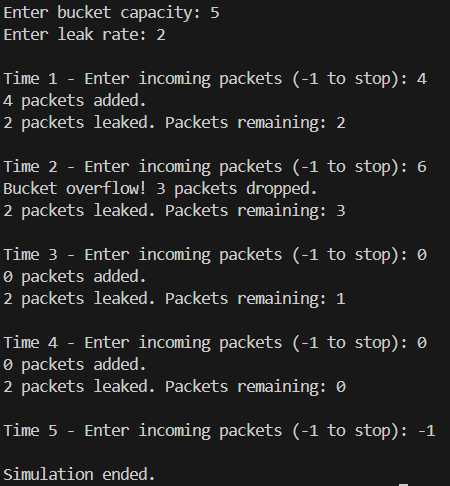 Enter bucket capacity: 5
Enter leak rate: 2
Time 1 - Enter incoming packets (-1 to stop): 4
4 packets added.
2 packets leaked. Packets remaining: 2
Time 2 - Enter incoming packets (-1 to stop): 6
Bucket overflow! 3 packets dropped.
2 packets leaked. Packets remaining: 3
Time 3 - Enter incoming packets (-1 to stop): 0
0 packets added.
2 packets leaked. Packets remaining: 1
Time 4 - Enter incoming packets (-1 to stop): 0
0 packets added.
2 packets leaked. Packets remaining: 0
Time 5 - Enter incoming packets (-1 to stop): -1
Simulation ended.